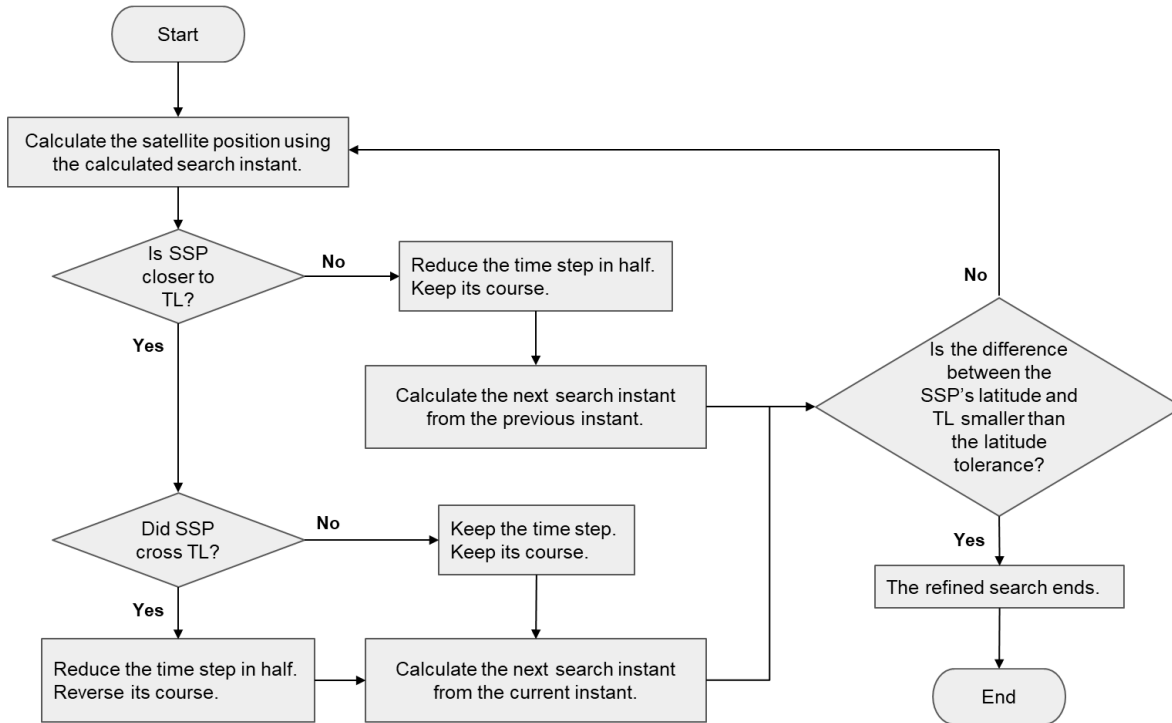 Start
Calculate the satellite position using
the calculated search instant.
Is SSP
closer to
TL?
No
Reduce the time step in half.
Keep its course.
Yes
Calculate the next search instant
from the previous instant.
Did SSP
cross TL?
No
Keep the time step.
Keep its course.
Yes
Reduce the time step in half.
Reverse its course.
Calculate the next search instant
from the current instant.
No
Is the difference
between the
SSP's latitude and
TL smaller than
the latitude
tolerance?
Yes
The refined search ends.
End